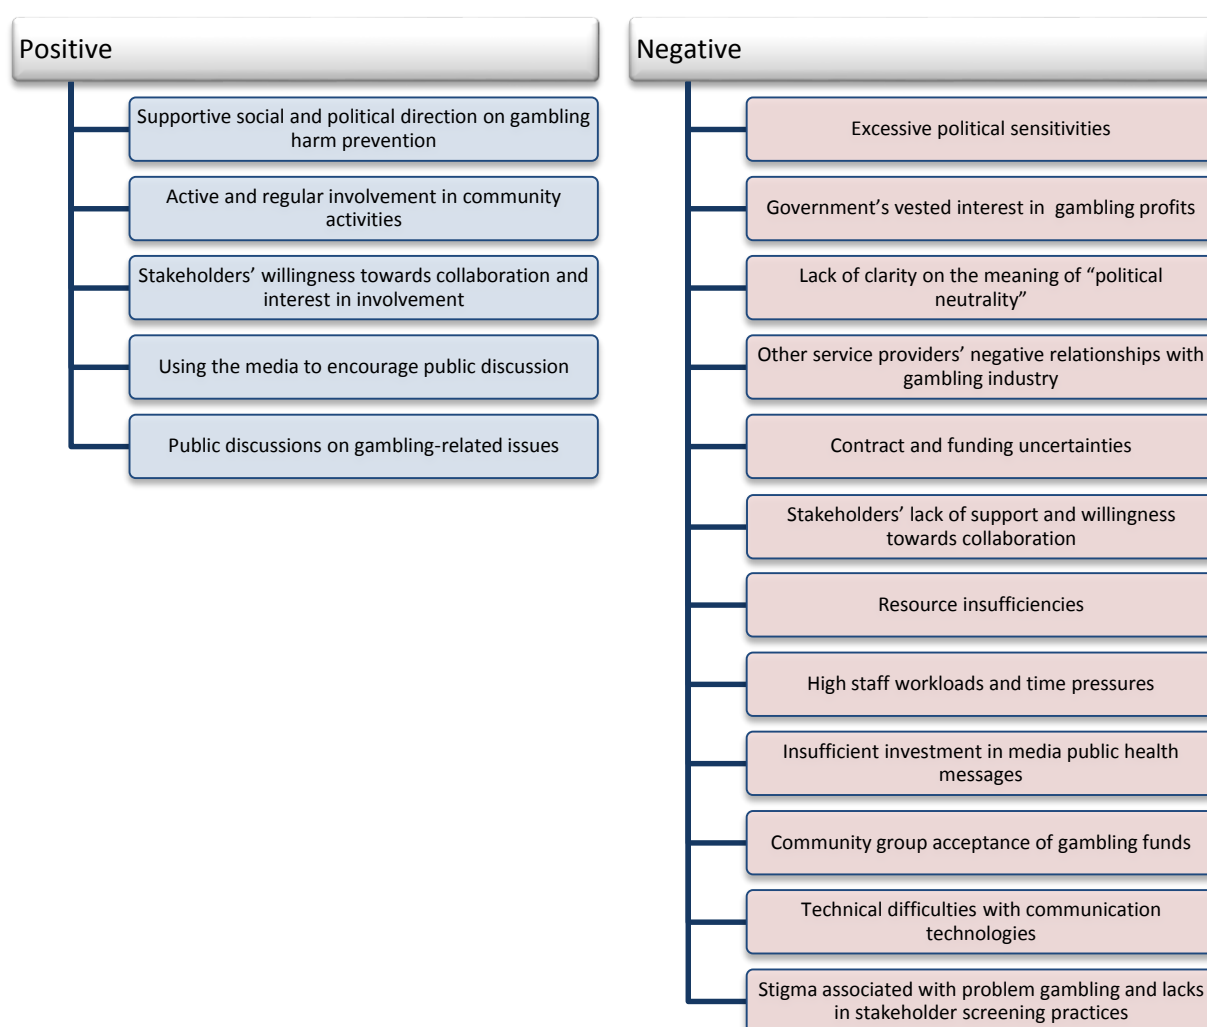 Positive
Supportive social and political direction on gambling
harm prevention
Active and regular involvement in community
activities
Stakeholders’ willingness towards collaboration and
interest in involvement
Using the media to encourage public discussion
Public discussions on gambling-related issues
Negative
Excessive political sensitivities
Government’s vested interest in  gambling profits
Lack of clarity on the meaning of “political
neutrality”
Other service providers’ negative relationships with
gambling industry
Contract and funding uncertainties
Stakeholders’ lack of support and willingness
towards collaboration
Resource insufficiencies
High staff workloads and time pressures
Insufficient investment in media public health
messages
Community group acceptance of gambling funds
Technical difficulties with communication
technologies
Stigma associated with problem gambling and lacks
in stakeholder screening practices